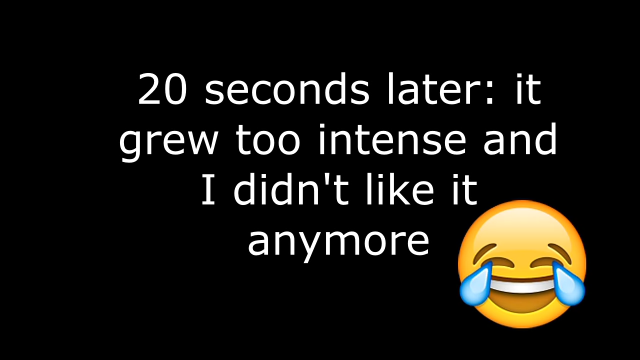 20 seconds later: it
grew too intense and
I didn't like it
anymore